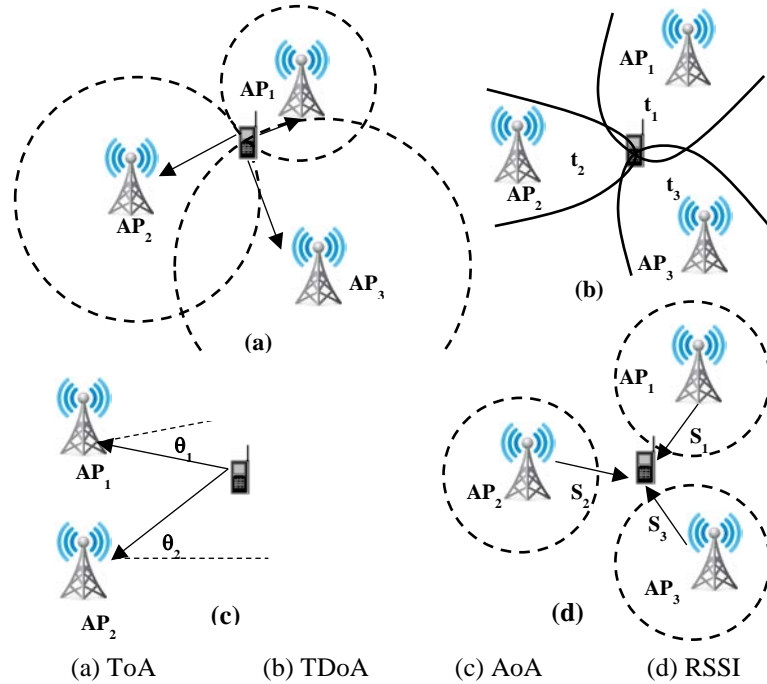 AP1
AP2
AP3
(a)
AP1
t1
AP2
t2
t3
AP3
(b)
AP1
θ1
AP2
θ2
(c)
AP1
S1
AP2
S2
S3
AP3
(d)
(a) ToA (b) TDoA (c) AoA (d) RSSI